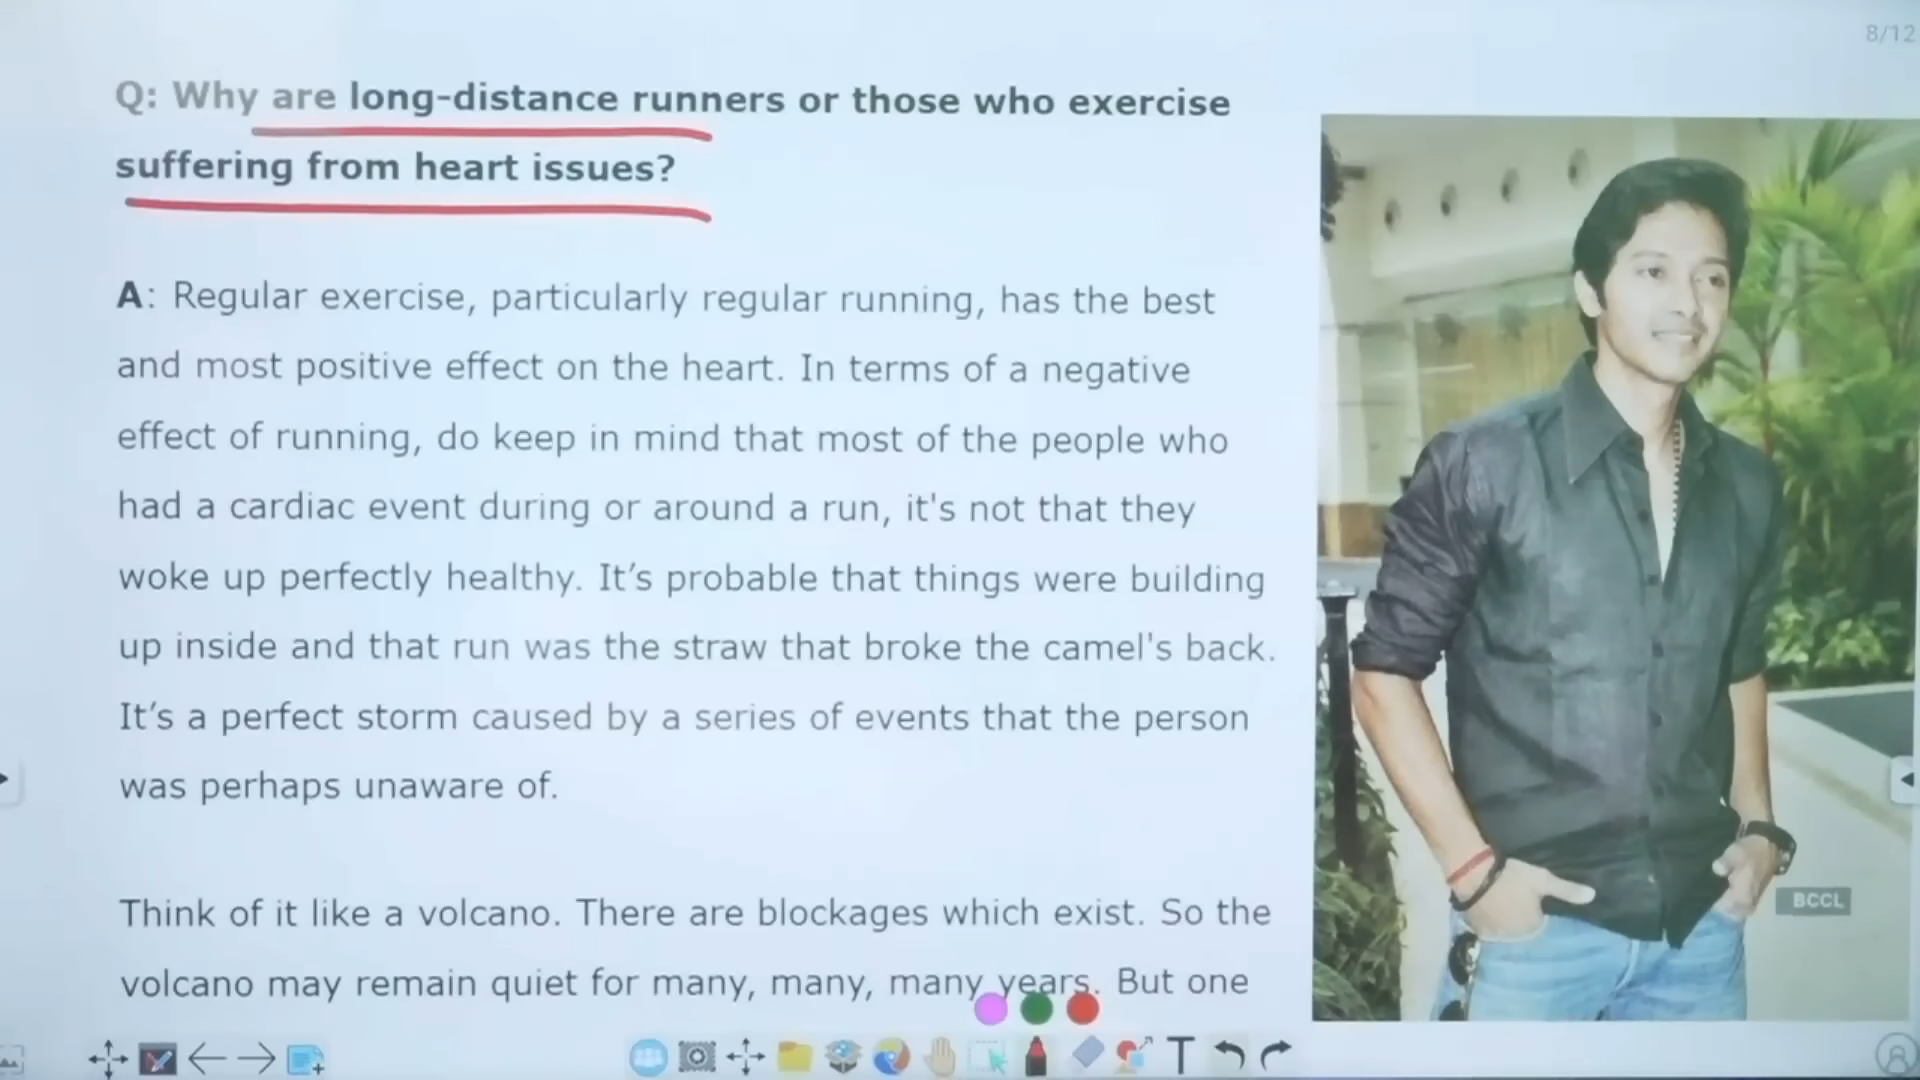 8/12
Q: Why are long-distance runners or those who exercise
suffering from heart issues?
A: Regular exercise, particularly regular running, has the best
and most positive effect on the heart. In terms of a negative
effect of running, do keep in mind that most of the people who
had a cardiac event during or around a run, it's not that they
woke up perfectly healthy. It’s probable that things were building
up inside and that run was the straw that broke the camel's back.
It’s a perfect storm caused by a series of events that the person
was perhaps unaware of.
Think of it like a volcano. There are blockages which exist. So the
volcano may remain quiet for many, many, many years. But one
BCCL
T